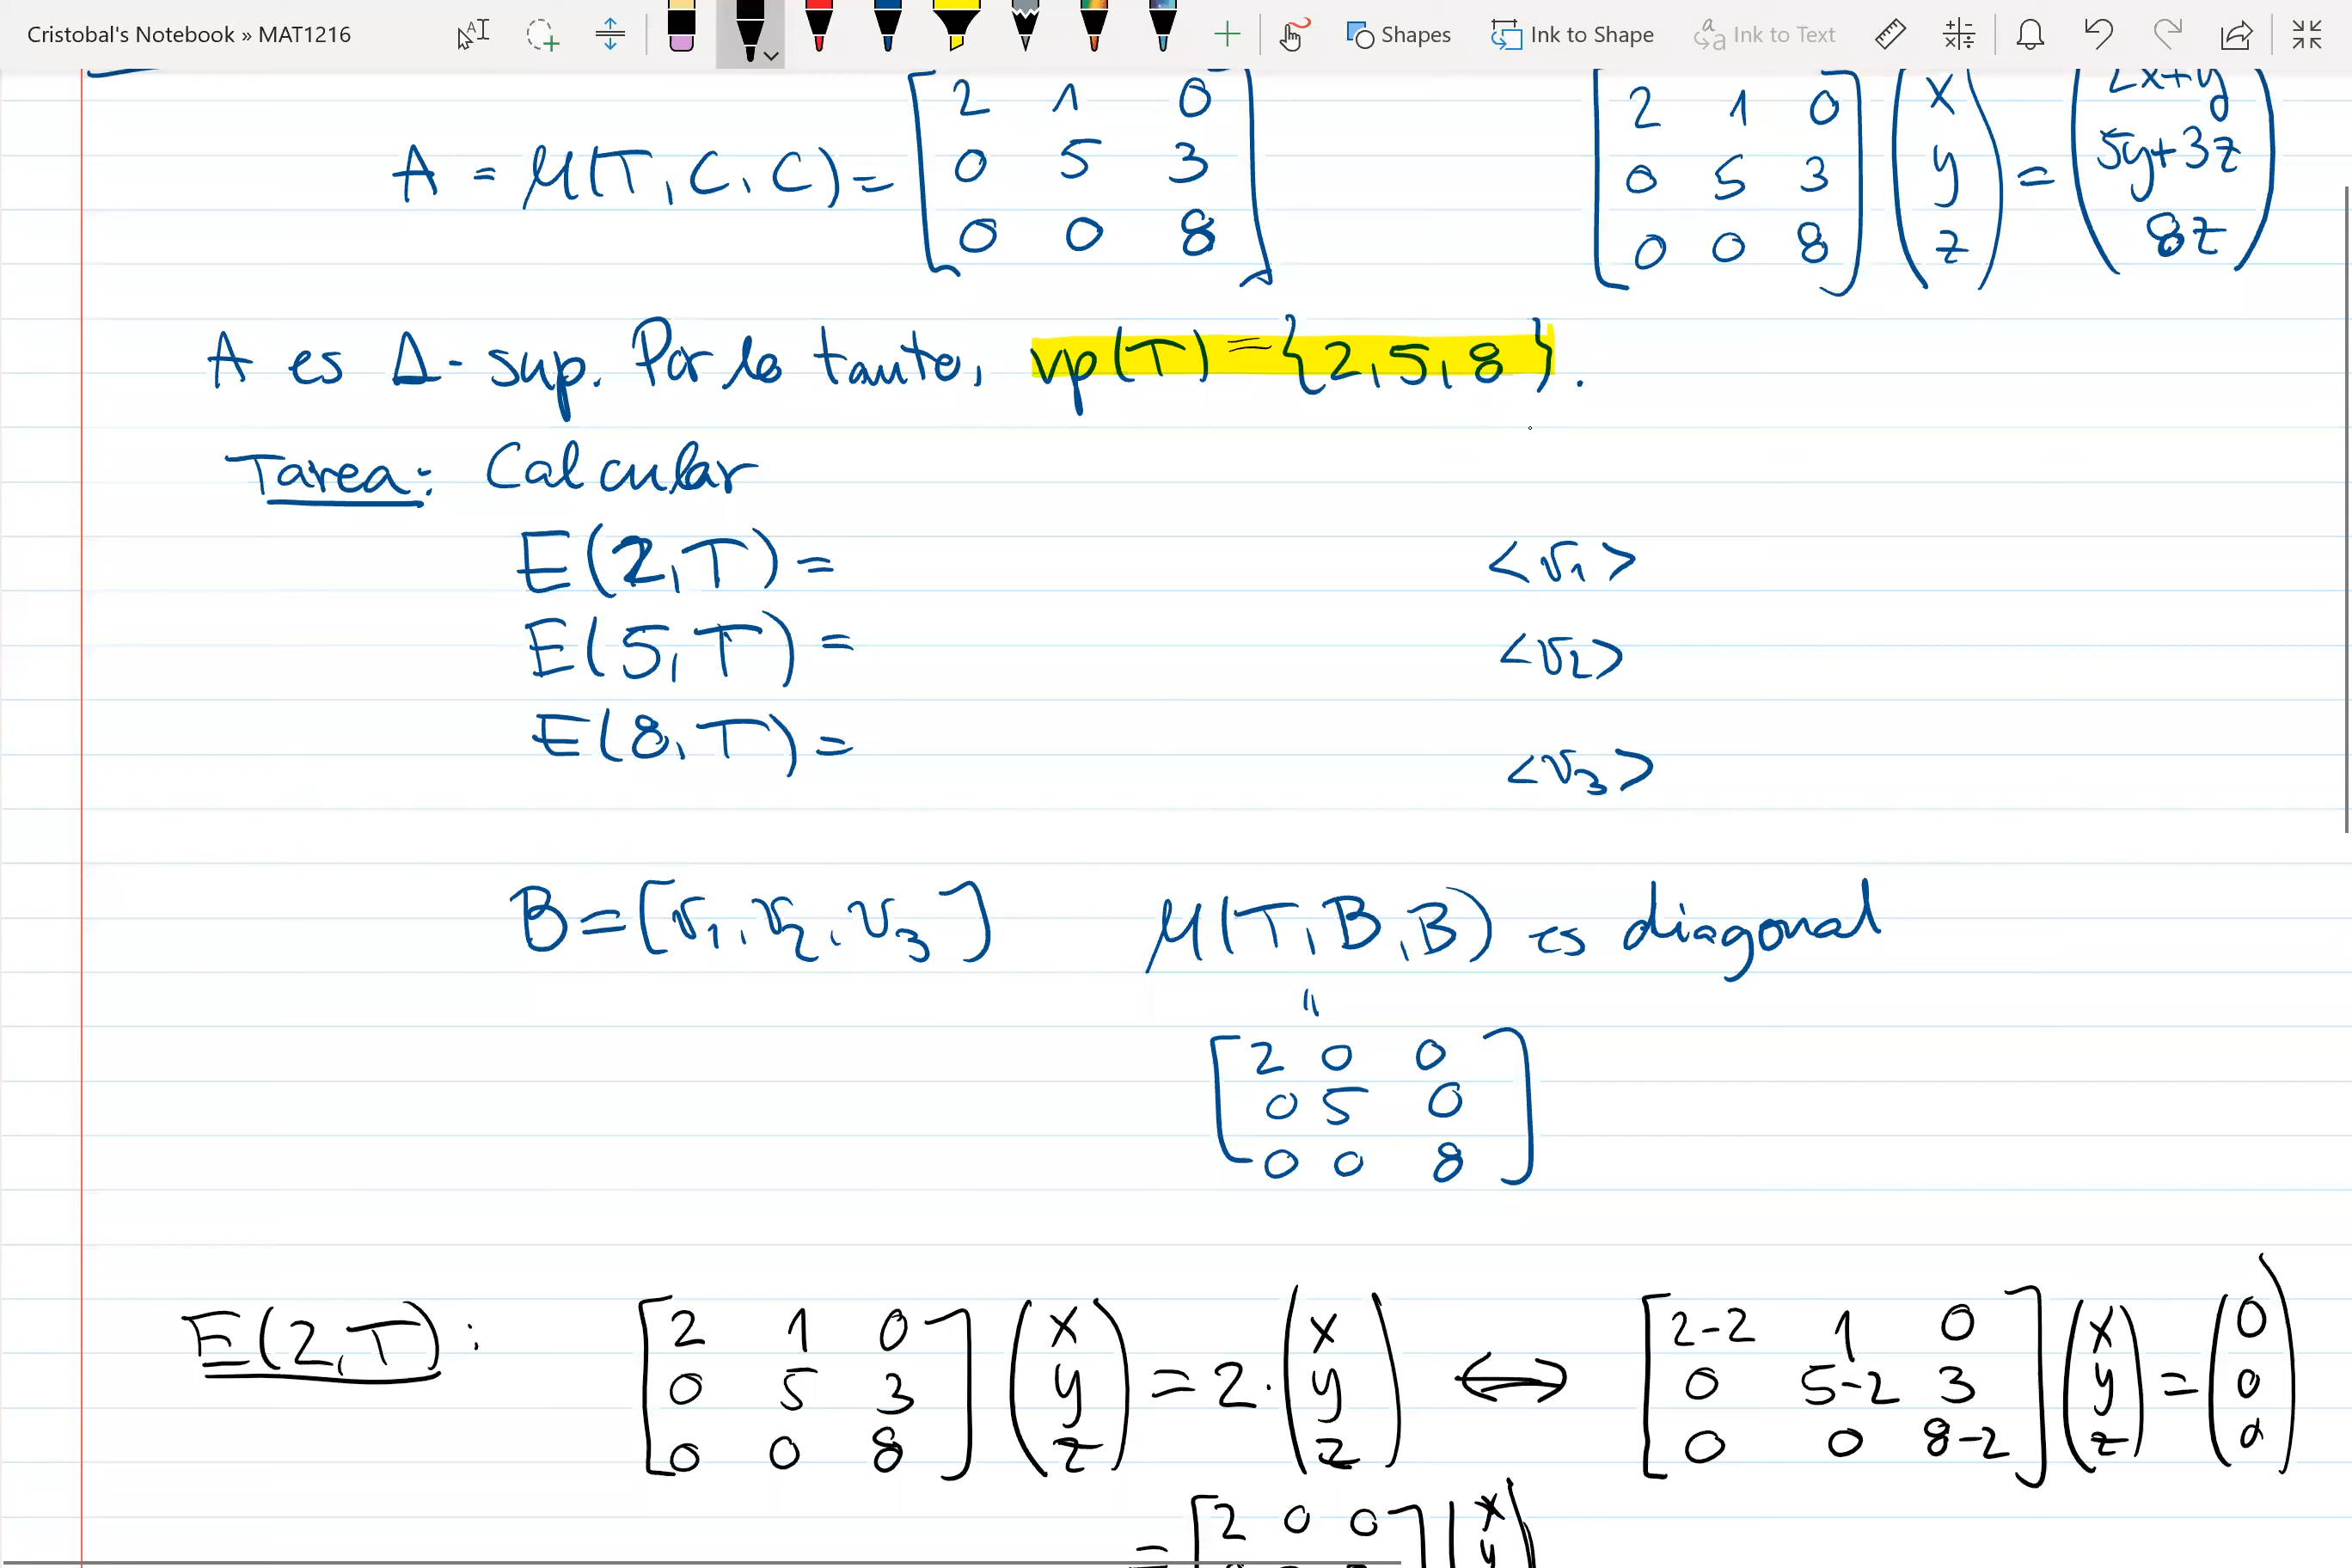 Cristobal's Notebook » MAT1216
Shapes
Ink to Shape
Ink to Text
A = M(T, C, C) =
2 1 0
0 5 3
0 0 8
2 1 0
0 5 3
0 0 8
x
y
z
=
2x+y
5y+3z
8z
A es Δ-sup. Por lo tanto, vp(T) = {2, 5, 8}.
Tarea: Calcular
E(2, T) = <v1>
E(5, T) = <v2>
E(8, T) = <v3>
B = [v1, v2, v3] M(T, B, B) es diagonal
"
2 0 0
0 5 0
0 0 8
E(2, T) :
2 1 0
0 5 3
0 0 8
x
y
z
= 2 ·
x
y
z
⟷
2-2 1 0
0 5-2 3
0 0 8-2
x
y
z
=
0
0
0
=
2 0 0
x
y